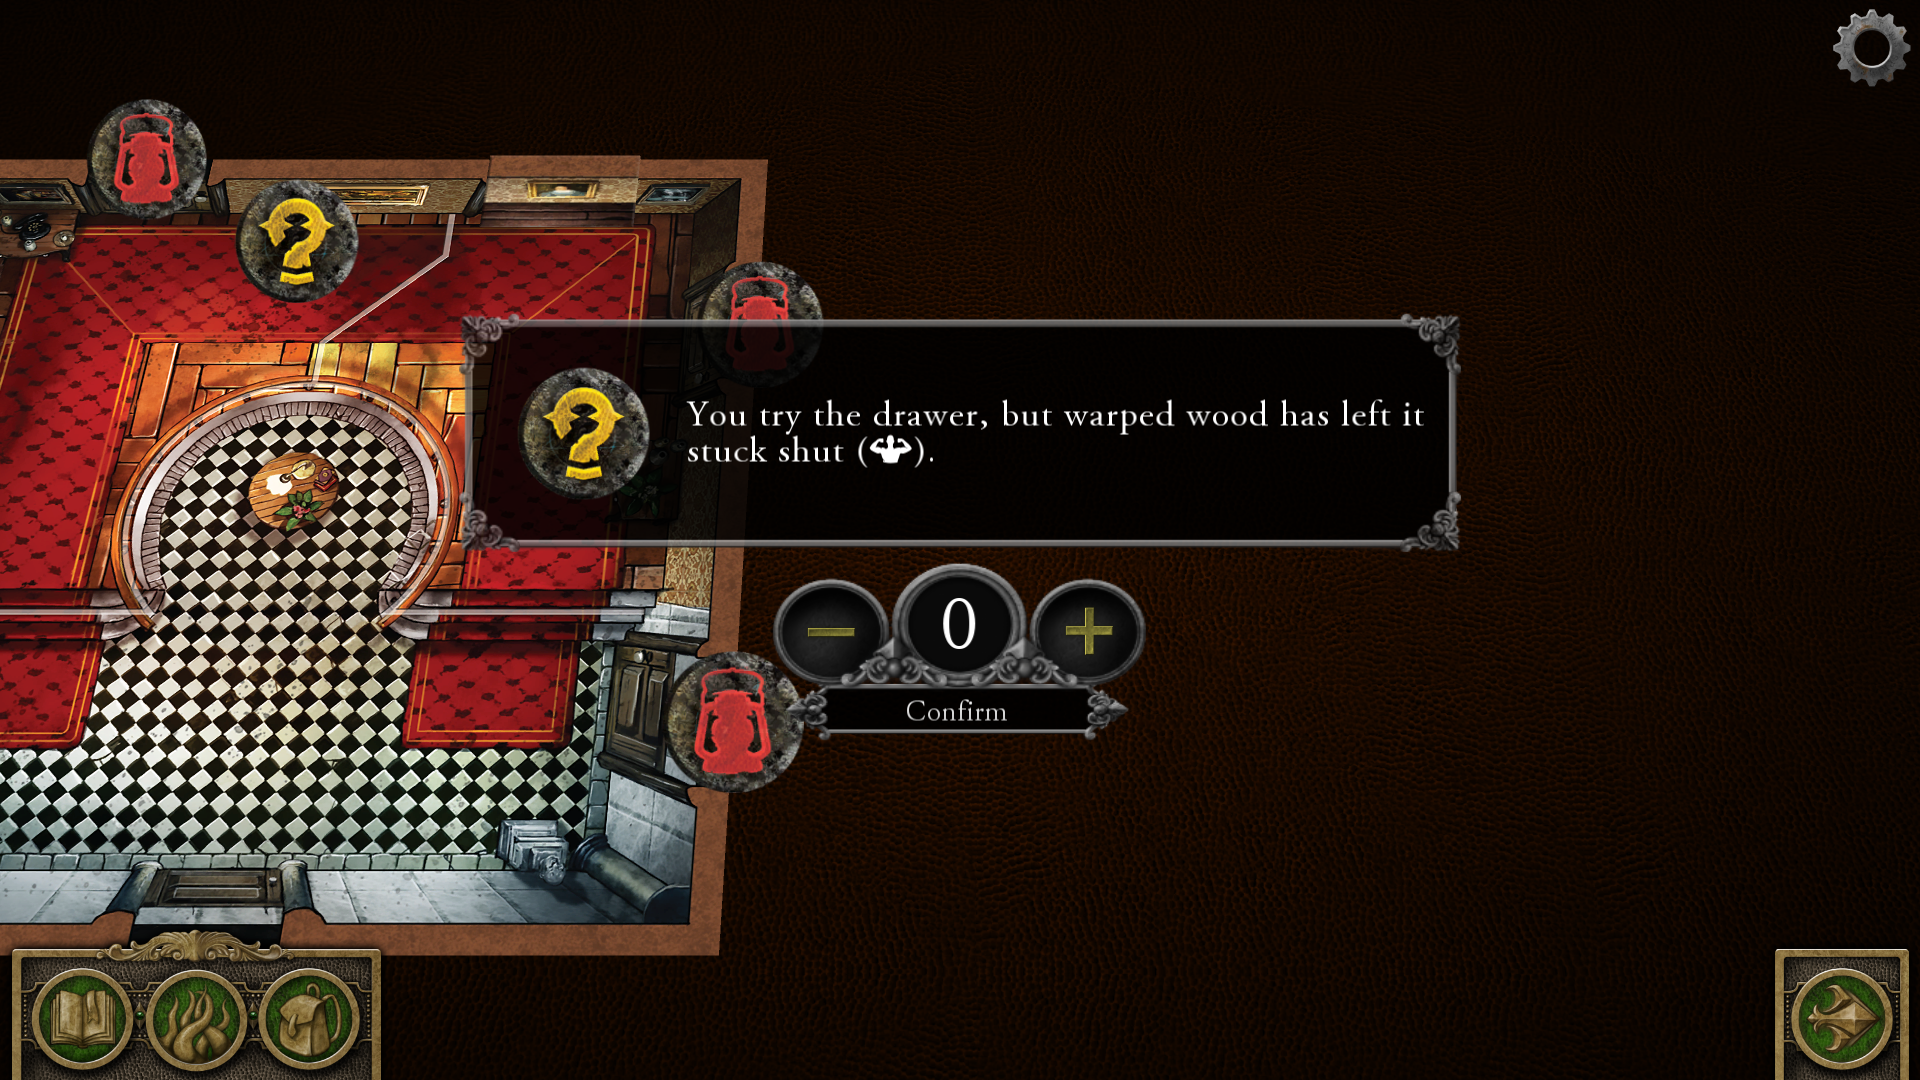 You try the drawer, but warped wood has left it
stuck shut ( ).
0
Confirm